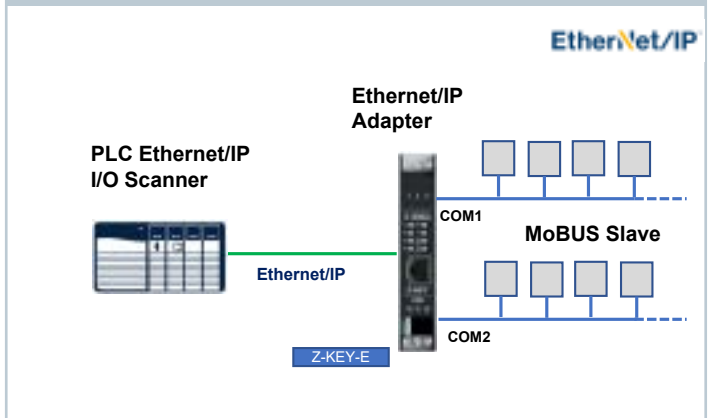 EtherNet/IP
Ethernet/IP
Adapter
PLC Ethernet/IP
I/O Scanner
COM1
MoBUS Slave
Ethernet/IP
COM2
Z-KEY-E